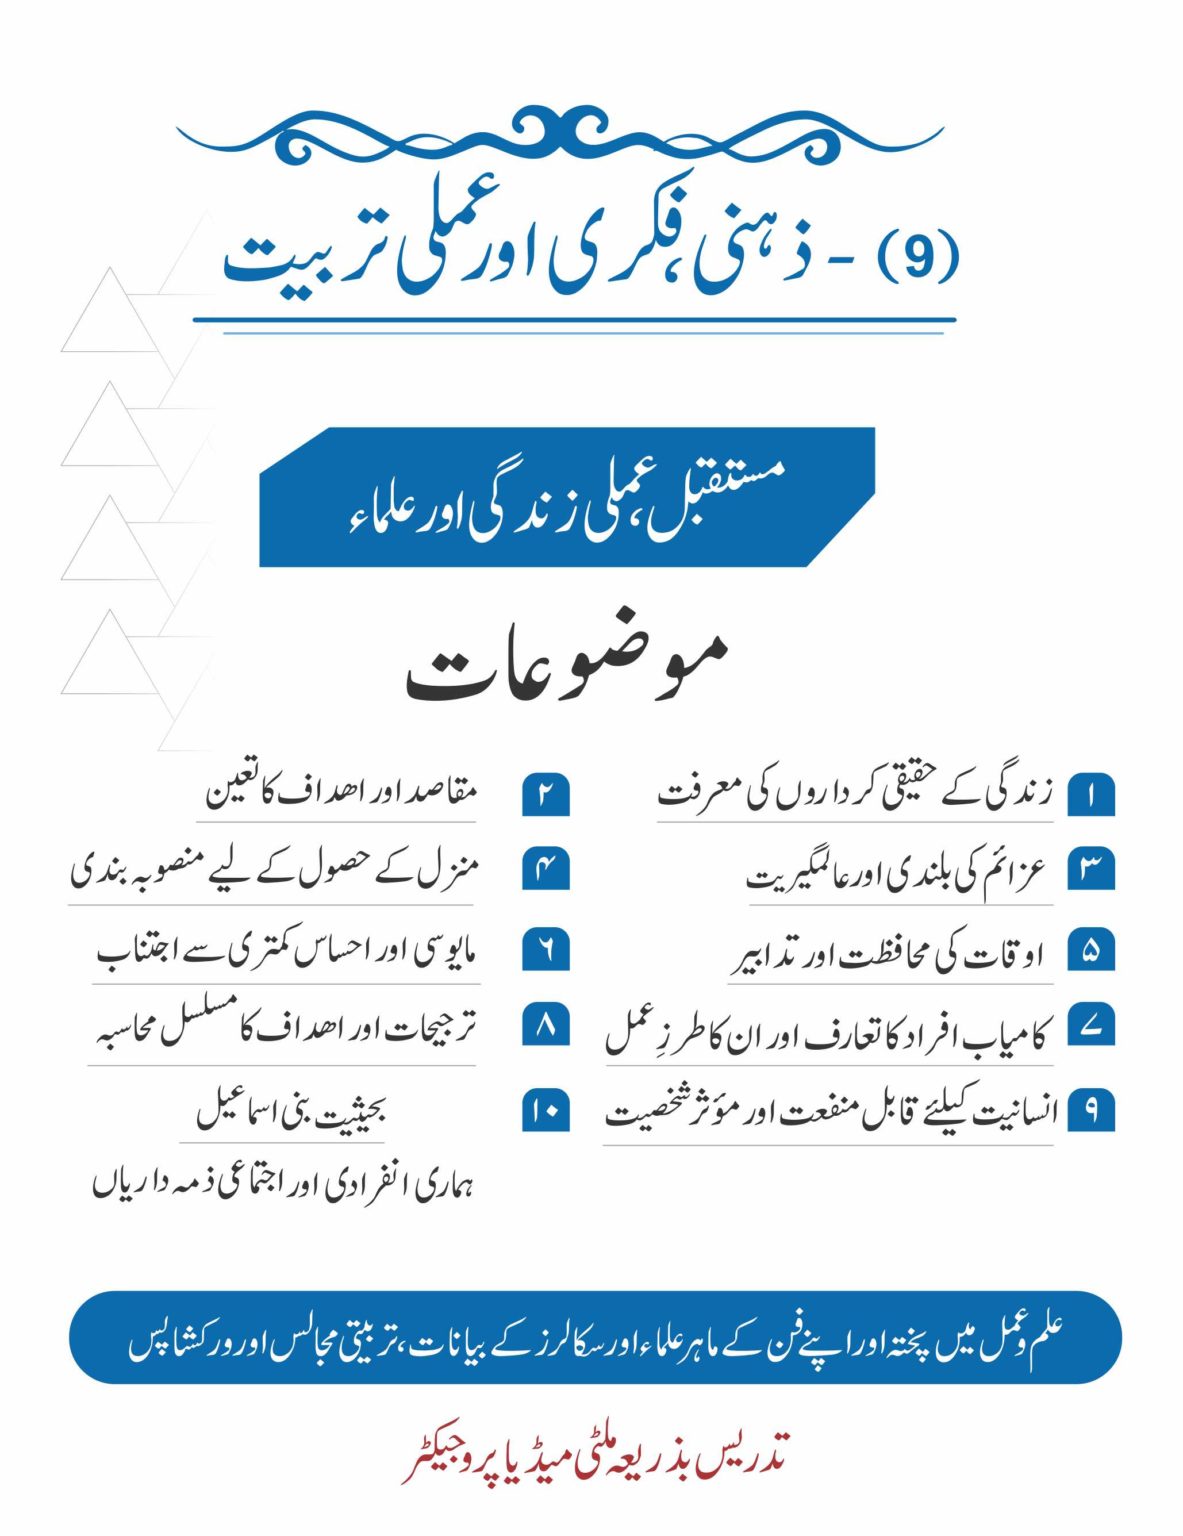 (9) - ذہنی، فکری اور عملی تربیت
مستقبل، عملی زندگی اور علماء
موضوعات
۱ زندگی کے حقیقی کرداروں کی معرفت
۲ مقاصد اور اھداف کا تعین
۳ عزائم کی بلندی اور عالمگیریت
۴ منزل کے حصول کے لیے منصوبہ بندی
۵ اوقات کی محافظت اور تدابیر
۶ مایوسی اور احساس کمتری سے اجتناب
۷ کامیاب افراد کا تعارف اور ان کا طرزِ عمل
۸ ترجیحات اور اھداف کا مسلسل محاسبہ
۹ انسانیت کیلئے قابل منفعت اور مؤثر شخصیت
۱۰ بحیثیت بنی اسماعیل
ہماری انفرادی اور اجتماعی ذمہ داریاں
علم و عمل میں پختہ اور اپنے فن کے ماہر علماء اور سکالرز کے بیانات، تربیتی مجالس اور ورکشاپس
تدریس بذریعہ ملٹی میڈیا پروجیکٹر